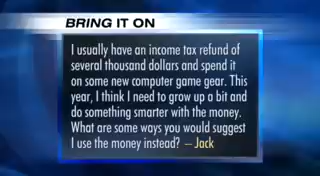 BRING IT ON
I usually have an income tax refund of
several thousand dollars and spend it
on some new computer game gear. This
year, I think I need to grow up a bit and
do something smarter with the money.
What are some ways you would suggest
I use the money instead? – Jack